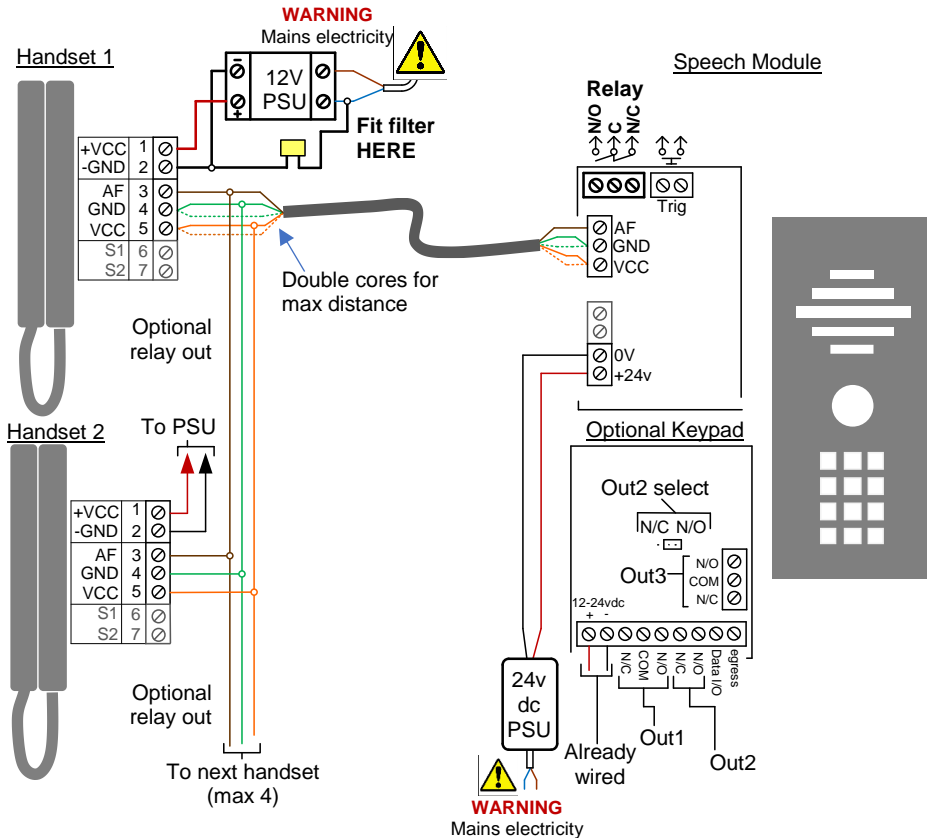 WARNING
Mains electricity
Handset 1
-
12V
PSU
+
Fit filter
HERE
+VCC 1
-GND 2
AF 3
GND 4
VCC 5
S1 6
S2 7
Double cores for
max distance
Optional
relay out
Speech Module
Relay
N/O
C
N/C
Trig
AF
GND
VCC
0V
+24v
Handset 2
To PSU
+VCC 1
-GND 2
AF 3
GND 4
VCC 5
S1 6
S2 7
Optional
relay out
To next handset
(max 4)
Optional Keypad
Out2 select
N/C N/O
Out3
N/O
COM
N/C
12-24vdc
+ -
N/C
COM
N/O
N/C
N/O
Data I/O
egress
Already
wired
Out1
Out2
24v
dc
PSU
WARNING
Mains electricity